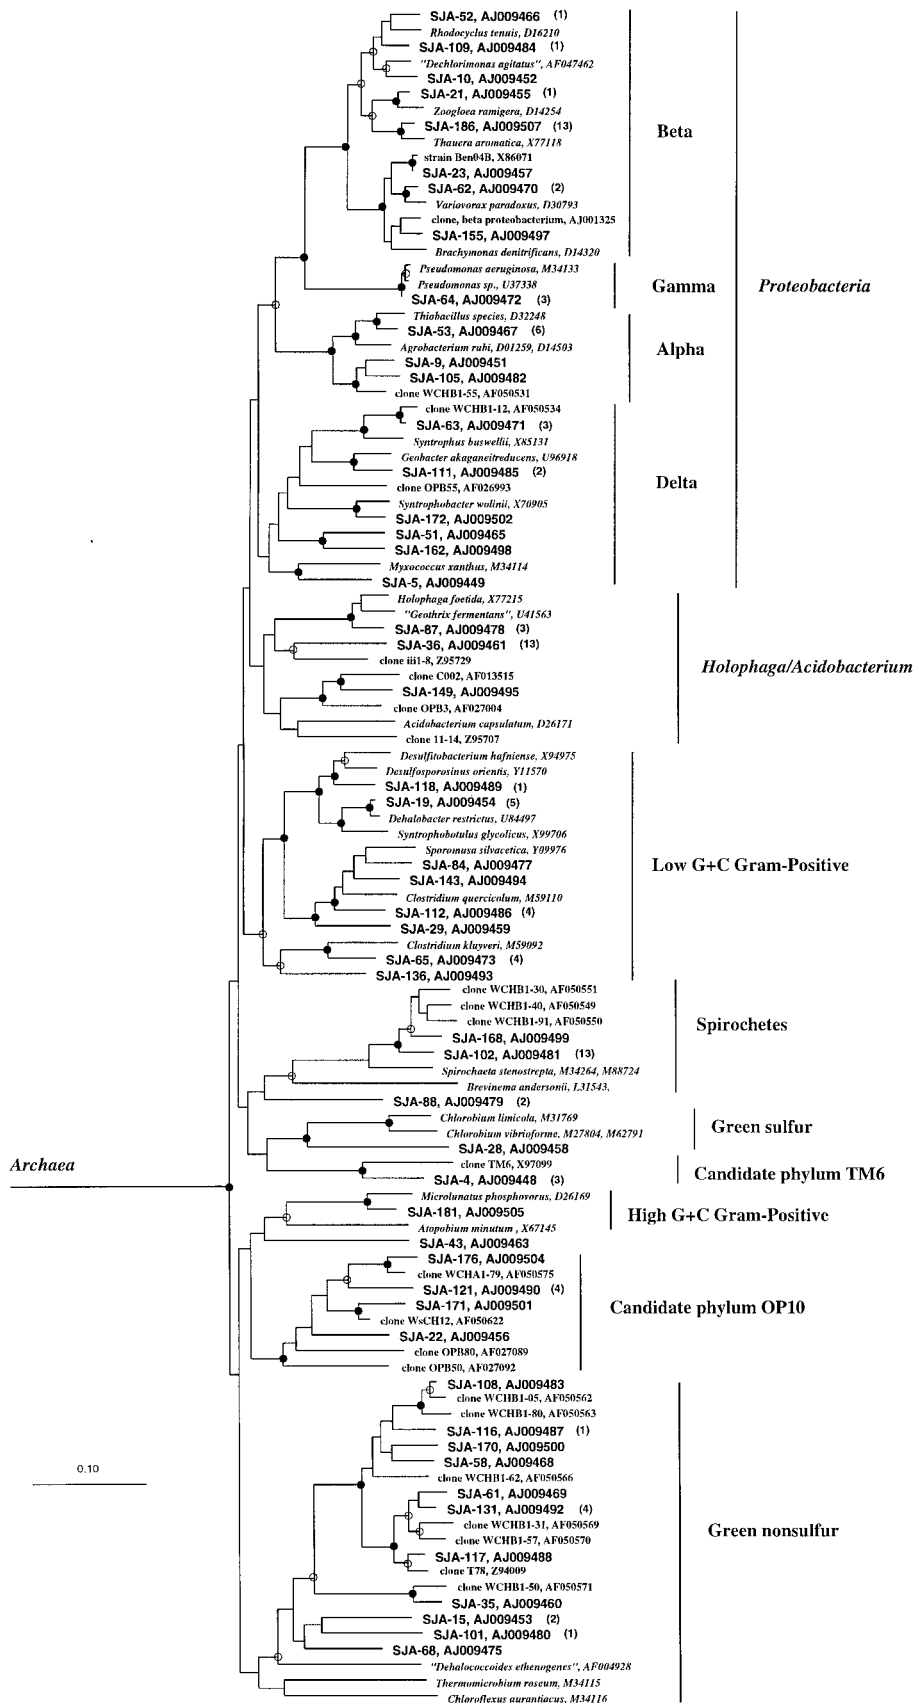 SJA-52, AJ009466 (1)
Rhodocyclus tenuis, D16210
SJA-109, AJ009484 (1)
"Dechlorimonas agitatus", AF047462
SJA-10, AJ009452
SJA-21, AJ009455 (1)
Zoogloea ramigera, D14254
SJA-186, AJ009507 (13)
Thauera aromatica, X77118
Beta
strain Ben04B, X86071
SJA-23, AJ009457
SJA-62, AJ009470 (2)
Variovorax paradoxus, D30793
clone, beta proteobacterium, AJ001325
SJA-155, AJ009497
Brachymonas denitrificans, D14320
Pseudomonas aeruginosa, M34133
Pseudomonas sp., U37338
Gamma
Proteobacteria
SJA-64, AJ009472 (3)
Thiobacillus species, D32248
SJA-53, AJ009467 (6)
Agrobacterium rubi, D01259, D14503
Alpha
SJA-9, AJ009451
SJA-105, AJ009482
clone WCHB1-55, AF050531
clone WCHB1-12, AF050534
SJA-63, AJ009471 (3)
Syntrophus buswellii, X85131
Geobacter akaganeitreducens, U96918
SJA-111, AJ009485 (2)
Delta
clone OPB55, AF026993
Syntrophobacter wolinii, X70905
SJA-172, AJ009502
SJA-51, AJ009465
SJA-162, AJ009498
Myxococcus xanthus, M34114
SJA-5, AJ009449
Holophaga foetida, X77215
"Geothrix fermentans", U41563
SJA-87, AJ009478 (3)
SJA-36, AJ009461 (13)
clone iii1-8, Z95729
Holophaga/Acidobacterium
clone C002, AF013515
SJA-149, AJ009495
clone OPB3, AF027004
Acidobacterium capsulatum, D26171
clone 11-14, Z95707
Desulfitobacterium hafniense, X94975
Desulfosporosinus orientis, Y11570
SJA-118, AJ009489 (1)
SJA-19, AJ009454 (5)
Dehalobacter restrictus, U84497
Syntrophobotulus glycolicus, X99706
Sporomusa silvacetica, Y09976
SJA-84, AJ009477
Low G+C Gram-Positive
SJA-143, AJ009494
Clostridium quercicolum, M59110
SJA-112, AJ009486 (4)
SJA-29, AJ009459
Clostridium kluyveri, M59092
SJA-65, AJ009473 (4)
SJA-136, AJ009493
clone WCHB1-30, AF050551
clone WCHB1-40, AF050549
clone WCHB1-91, AF050550
Spirochetes
SJA-168, AJ009499
SJA-102, AJ009481 (13)
Spirochaeta stenostrepta, M34264, M88724
Brevinema andersonii, L31543,
SJA-88, AJ009479 (2)
Chlorobium limicola, M31769
Green sulfur
Chlorobium vibrioforme, M27804, M62791
SJA-28, AJ009458
Archaea
clone TM6, X97099
Candidate phylum TM6
SJA-4, AJ009448 (3)
Microlunatus phosphovorus, D26169
SJA-181, AJ009505
High G+C Gram-Positive
Atopobium minutum , X67145
SJA-43, AJ009463
SJA-176, AJ009504
clone WCHA1-79, AF050575
SJA-121, AJ009490 (4)
SJA-171, AJ009501
Candidate phylum OP10
clone WsCH12, AF050622
SJA-22, AJ009456
clone OPB80, AF027089
clone OPB50, AF027092
SJA-108, AJ009483
clone WCHB1-05, AF050562
clone WCHB1-80, AF050563
SJA-116, AJ009487 (1)
SJA-170, AJ009500
SJA-58, AJ009468
0,10
clone WCHB1-62, AF050566
SJA-61, AJ009469
SJA-131, AJ009492 (4)
clone WCHB1-31, AF050569
Green nonsulfur
clone WCHB1-57, AF050570
SJA-117, AJ009488
clone T78, Z94009
clone WCHB1-50, AF050571
SJA-35, AJ009460
SJA-15, AJ009453 (2)
SJA-101, AJ009480 (1)
SJA-68, AJ009475
"Dehalococcoides ethenogenes", AF004928
Thermomicrobium roseum, M34115
Chloroflexus aurantiacus, M34116